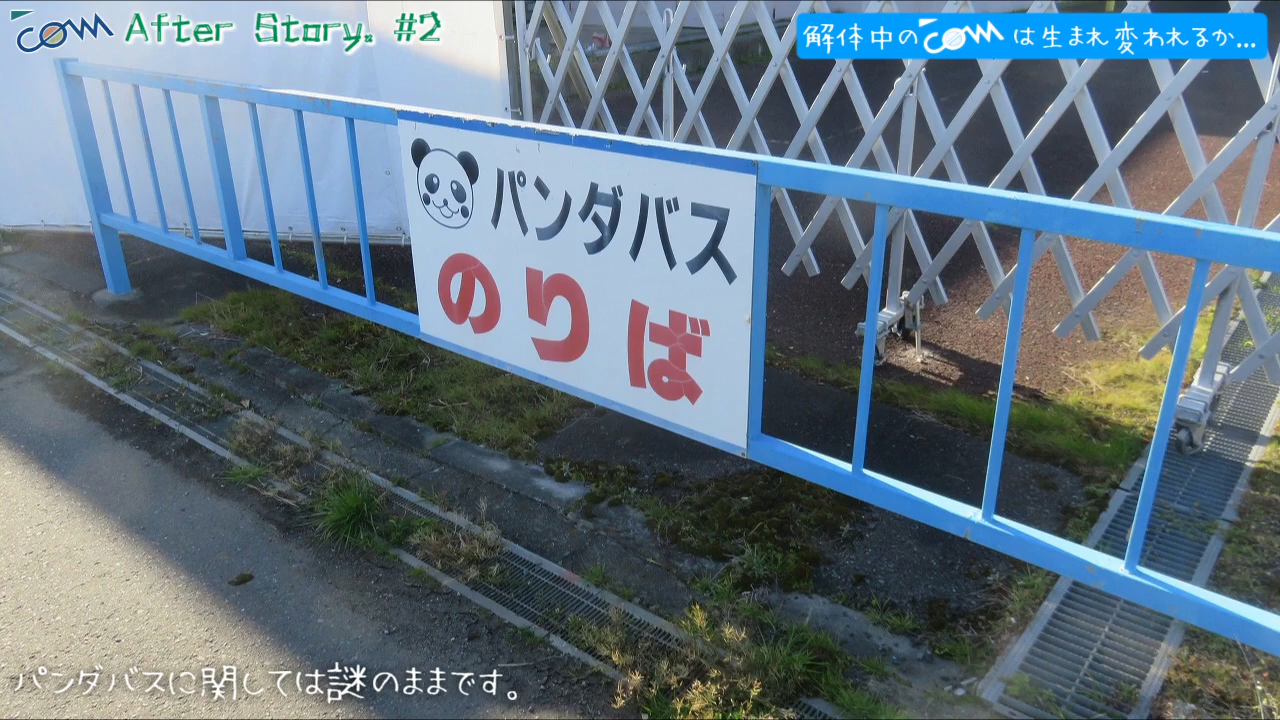 COM After Story. #2
解体中のCOMは生まれ変われるか…
パンダバス
のりば
パンダバスに関しては謎のままです。